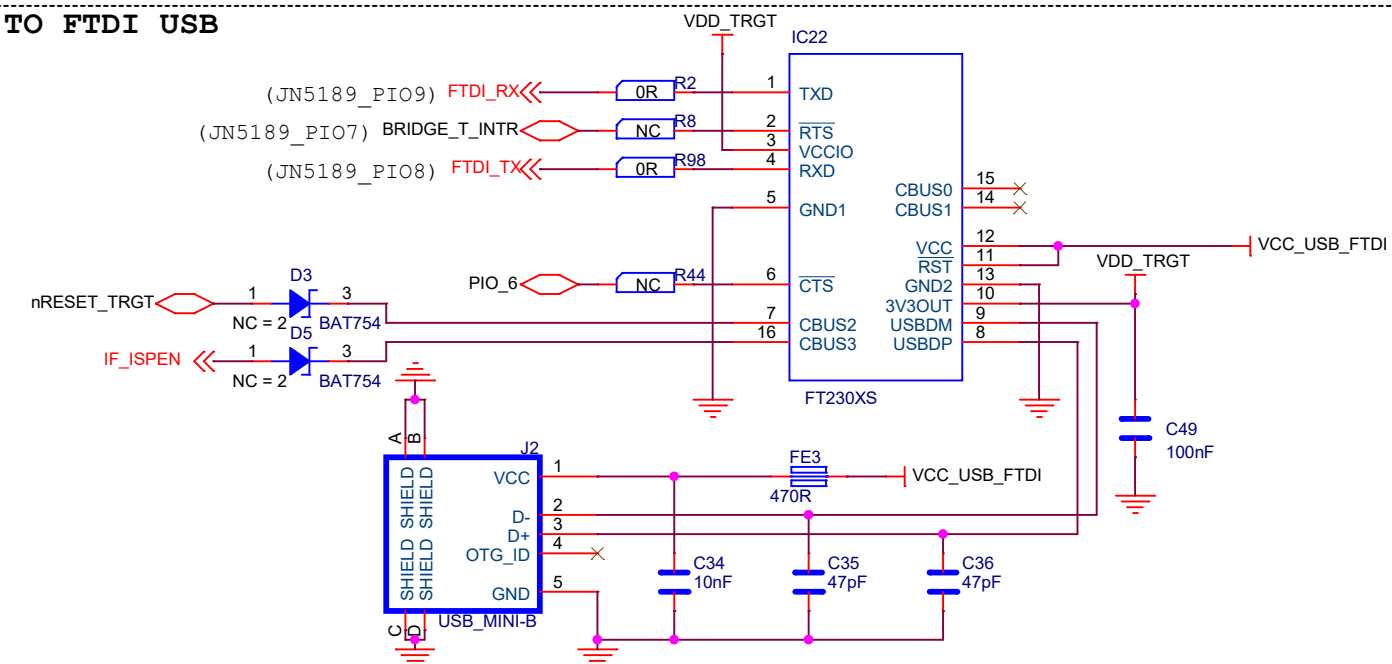 TO FTDI USB
VDD_TRGT
IC22
(JN5189_PIO9) FTDI_RX 0R R2 1 TXD
(JN5189_PIO7) BRIDGE_T_INTR NC R8 2 RTS
3 VCCIO
(JN5189_PIO8) FTDI_TX 0R R98 4 RXD
CBUS0 15
5 GND1 CBUS1 14
VCC 12 VCC_USB_FTDI
RST 11 VDD_TRGT
PIO_6 NC R44 6 CTS GND2 13
3V3OUT 10
nRESET_TRGT 1 D3 3 7 CBUS2 USBDM 9
NC = 2 BAT754
IF_ISPEN 1 D5 3 16 CBUS3 USBDP 8
NC = 2 BAT754
FT230XS
C49
100nF
A B
J2
SHIELD SHIELD VCC 1 FE3 VCC_USB_FTDI
470R
D- 2
D+ 3
OTG_ID 4
SHIELD SHIELD GND 5
C34
10nF
C35
47pF
C36
47pF
C D
USB_MINI-B